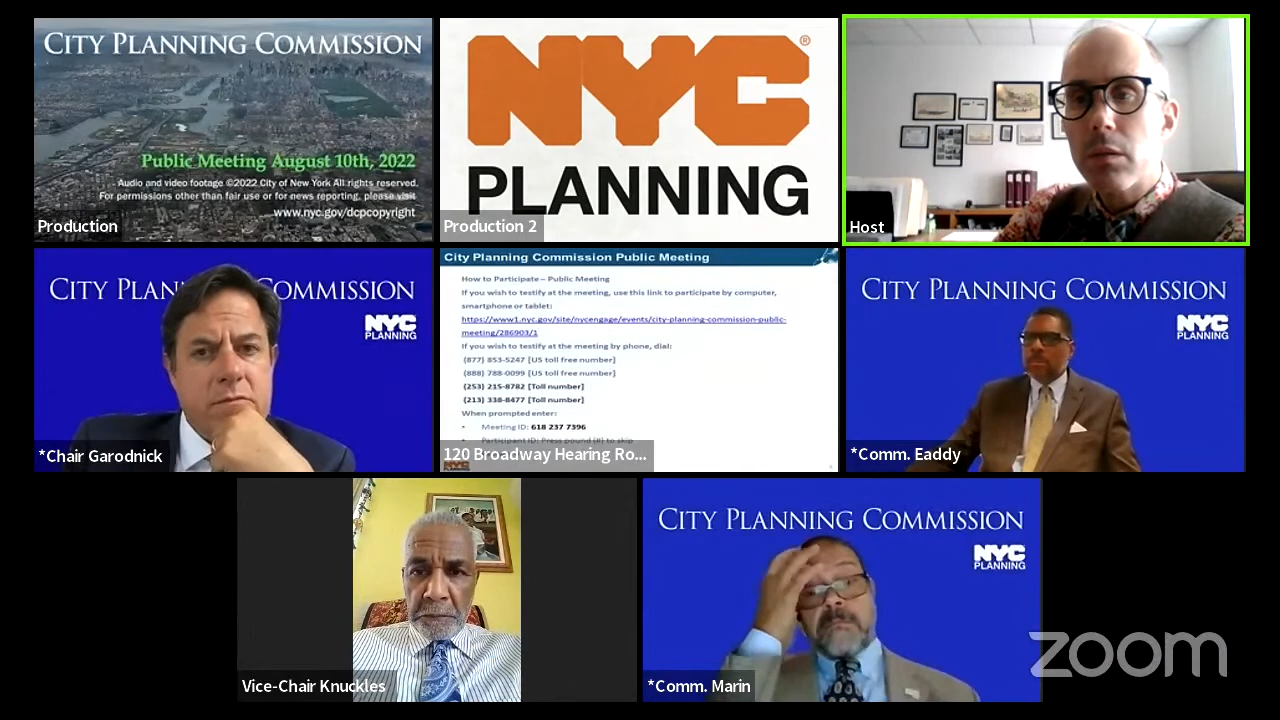 CITY PLANNING COMMISSION
Public Meeting August 10th, 2022
Audio and video footage ©2022 City of New York All rights reserved.
For permissions other than fair use or for news reporting, please visit
www.nyc.gov/dcpcopyright
Production
NYC®
PLANNING
Production 2
Host
CITY PLANNING COMMISSION
NYC
PLANNING
*Chair Garodnick
City Planning Commission Public Meeting
How to Participate – Public Meeting
If you wish to testify at the meeting, use this link to participate by computer,
smartphone or tablet:
https://www1.nyc.gov/site/nycengage/events/city-planning-commission-public-
meeting/286903/1
If you wish to testify at the meeting by phone, dial:
(877) 853-5247 [US toll free number]
(888) 788-0099 [US toll free number]
(253) 215-8782 [Toll number]
(213) 338-8477 [Toll number]
When prompted enter:
• Meeting ID: 618 237 7396
• Participant ID: Press pound (#) to skip
NYC
120 Broadway Hearing Ro...
CITY PLANNING COMMISSION
NYC
PLANNING
*Comm. Eaddy
Vice-Chair Knuckles
CITY PLANNING COMMISSION
NYC
PLANNING
*Comm. Marin
zoom